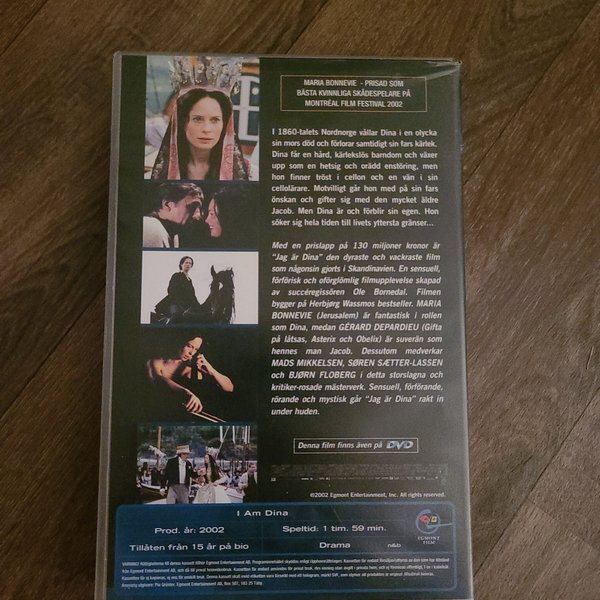 MARIA BONNEVIE - PRISAD SOM
BÄSTA KVINNLIGA SKÅDESPELARE PÅ
MONTRÉAL FILM FESTIVAL 2002
I 1860-talets Nordnorge vållar Dina i en olycka
sin mors död och förlorar samtidigt sin fars kärlek.
Dina får en hård, kärlekslös barndom och växer
upp som en hetsig och orädd enstöring, men
hon finner tröst i cellon och en vän i sin
cellolärare. Motvilligt går hon med på sin fars
önskan och gifter sig med den mycket äldre
Jacob. Men Dina är och förblir sin egen. Hon
söker sig hela tiden till livets yttersta gränser...
Med en prislapp på 130 miljoner kronor är
"Jag är Dina" den dyraste och vackraste film
som någonsin gjorts i Skandinavien. En sensuell,
förförisk och oförglömlig filmupplevelse skapad
av succéregissören Ole Bornedal. Filmen
bygger på Herbjørg Wassmos bestseller. MARIA
BONNEVIE (Jerusalem) är fantastisk i rollen
som Dina, medan GÉRARD DEPARDIEU (Gifta
på låtsas, Asterix och Obelix) är suverän som
hennes man Jacob. Dessutom medverkar
MADS MIKKELSEN, SØREN SÆTTER-LASSEN
och BJØRN FLOBERG i detta storslagna och
kritiker-rosade mästerverk. Sensuell, förförande,
rörande och mystisk går "Jag är Dina" rakt in
under huden.
Denna film finns även på DVD
©2002 Egmont Entertainment, Inc. All rights reserved.
I Am Dina
Prod. år: 2002
Speltid: 1 tim. 59 min.
Tillåten från 15 år på bio
Drama
n&b
EGMONT
FILM